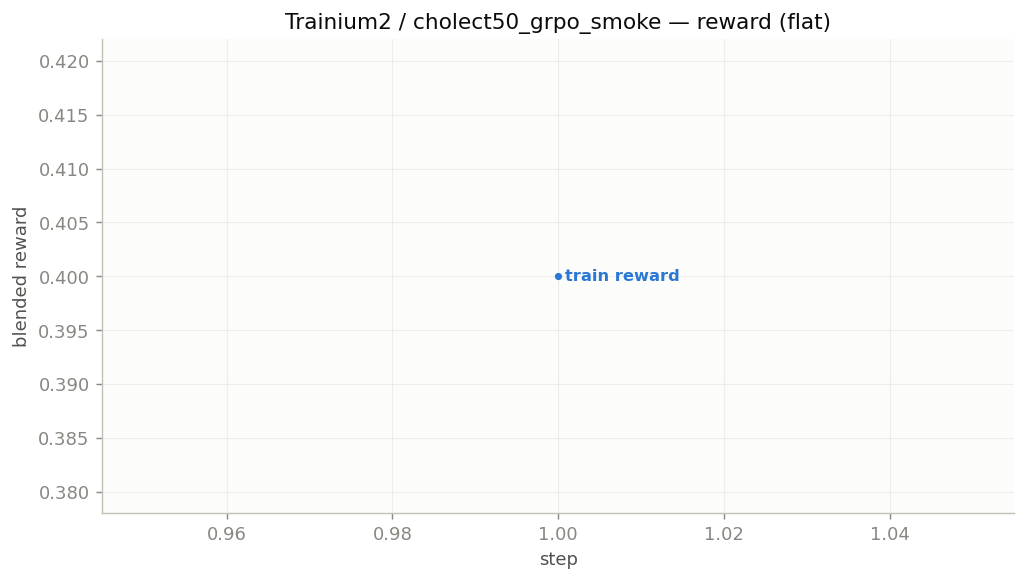 Trainium2 / cholect50_grpo_smoke — reward (flat)
blended reward
0.420
0.415
0.410
0.405
0.400
0.395
0.390
0.385
0.380
train reward
0.96 0.98 1.00 1.02 1.04
step